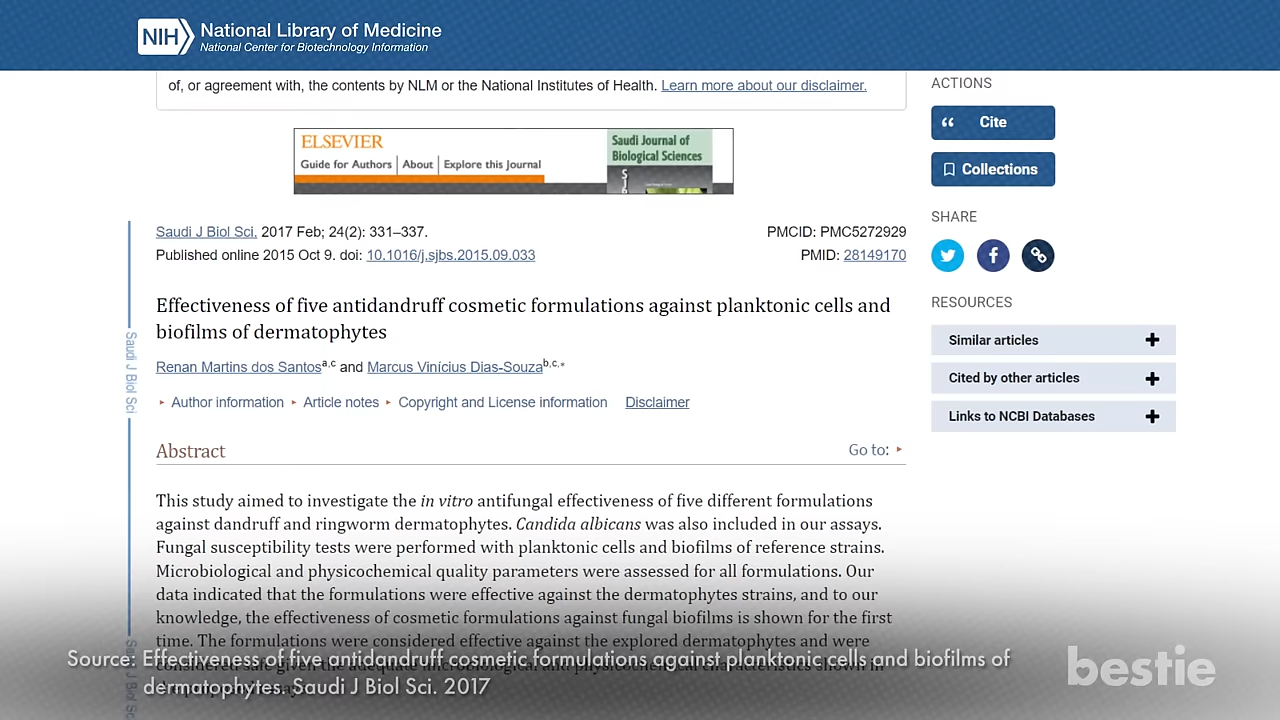 NIH National Library of Medicine
National Center for Biotechnology Information
of, or agreement with, the contents by NLM or the National Institutes of Health. Learn more about our disclaimer.
ELSEVIER
Guide for Authors | About | Explore this Journal
Saudi Journal of
Biological Sciences
Saudi J Biol Sci. 2017 Feb; 24(2): 331–337.
PMCID: PMC5272929
Published online 2015 Oct 9. doi: 10.1016/j.sjbs.2015.09.033
PMID: 28149170
Effectiveness of five antidandruff cosmetic formulations against planktonic cells and
biofilms of dermatophytes
Renan Martins dos Santos a,c and Marcus Vinícius Dias-Souza b,c,*
▸ Author information ▸ Article notes ▸ Copyright and License information Disclaimer
Abstract
Go to: ▸
This study aimed to investigate the in vitro antifungal effectiveness of five different formulations
against dandruff and ringworm dermatophytes. Candida albicans was also included in our assays.
Fungal susceptibility tests were performed with planktonic cells and biofilms of reference strains.
Microbiological and physicochemical quality parameters were assessed for all formulations. Our
data indicated that the formulations were effective against the dermatophytes strains, and to our
knowledge, the effectiveness of cosmetic formulations against fungal biofilms is shown for the first
time. The formulations were considered effective against the explored dermatophytes and were
Saudi J Biol Sci
ACTIONS
Cite
Collections
SHARE
RESOURCES
Similar articles
Cited by other articles
Links to NCBI Databases
Source: Effectiveness of five antidandruff cosmetic formulations against planktonic cells and biofilms of
dermatophytes. Saudi J Biol Sci. 2017
bestie